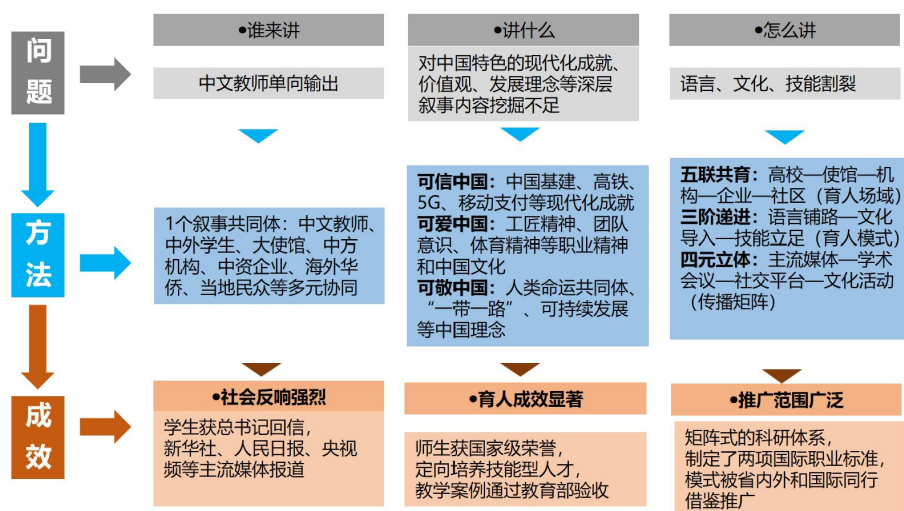 问
题
•谁来讲
•讲什么
•怎么讲
中文教师单向输出
对中国特色的现代化成就、
价值观、发展理念等深层
叙事内容挖掘不足
语言、文化、技能割裂
方
法
1个叙事共同体：中文教师、
中外学生、大使馆、中方
机构、中资企业、海外华
侨、当地民众等多元协同
可信中国：中国基建、高铁、
5G、移动支付等现代化成就
可爱中国：工匠精神、团队
意识、体育精神等职业精神
和中国文化
可敬中国：人类命运共同体、
“一带一路”、可持续发展
等中国理念
五联共育：高校—使馆—机
构—企业—社区（育人场域）
三阶递进：语言铺路—文化
导入—技能立足（育人模式）
四元立体：主流媒体—学术
会议—社交平台—文化活动
（传播矩阵）
成
效
•社会反响强烈
学生获总书记回信，
新华社、人民日报、央视
频等主流媒体报道
•育人成效显著
师生获国家级荣誉，
定向培养技能型人才，
教学案例通过教育部验收
•推广范围广泛
矩阵式的科研体系，
制定了两项国际职业标准，
模式被省内外和国际同行
借鉴推广